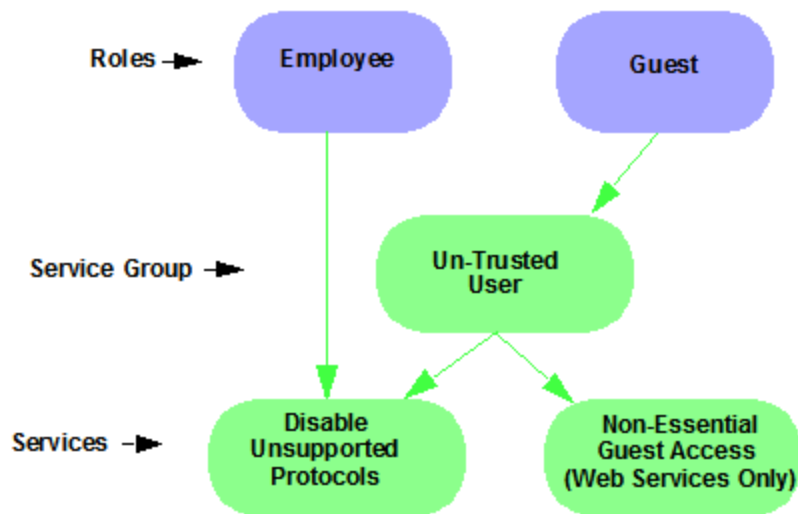 Roles
Employee
Guest
Service Group
Un-Trusted
User
Services
Disable
Unsupported
Protocols
Non-Essential
Guest Access
(Web Services Only)